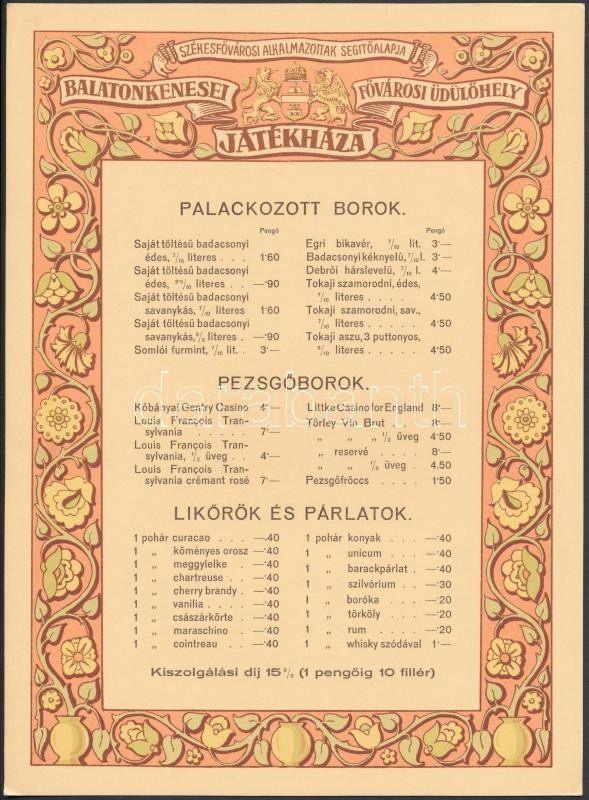 SZÉKESFŐVÁROSI ALKALMAZOTTAK SEGITŐALAPJA
BALATONKENESEI FŐVÁROSI ÜDÜLŐHELY
JÁTÉKHÁZA
PALACKOZOTT BOROK.
Pengő
Saját töltésű badacsonyi
édes, 7/10 literes . . . 1·60
Saját töltésű badacsonyi
édes, literes . . —·90
Saját töltésű badacsonyi
savanykás, 7/10 literes 1·60
Saját töltésű badacsonyi
savanykás, literes . —·90
Somlói furmint, 7/10 lit. . 3·—
Pengő
Egri bikavér, 7/10 lit. 3·—
Badacsonyi kéknyelű, 7/10 l. 3·—
Debrői hárslevelű, 7/10 l. 4·—
Tokaji szamorodni, édes,
7/10 literes . . . . . 4·50
Tokaji szamorodni, sav.,
7/10 literes . . . . . 4·50
Tokaji aszu, 3 puttonyos,
literes . . . . . 4·50
PEZSGŐBOROK.
Kőbányai Gentry Casino 4·—
Louis François Tran-
sylvania . . . . . 7·—
Louis François Tran-
sylvania, 1/2 üveg . . 4·—
Louis François Tran-
sylvania crémant rosé 7·—
Littke Casino for England 8·—
Törley Vin Brut . . . 8·—
„ „ „ 1/2 üveg 4·50
„ reservé . . . . 8·—
„ „ 1/2 üveg . 4.50
Pezsgőfröccs . . . . 1·50
LIKŐRÖK ÉS PÁRLATOK.
1 pohár curacao . . . —·40
1 „ köményes orosz —·40
1 „ meggylelke . —·40
1 „ chartreuse . . —·40
1 „ cherry brandy . —·40
1 „ vanilia . . . . —·40
1 „ császárkörte . —·40
1 „ maraschino . . —·40
1 „ cointreau . . —·40
1 pohár konyak . . . —·40
1 „ unicum . . . —·40
1 „ barackpárlat . —·40
1 „ szilvórium . . —·30
1 „ boróka . . . —·20
1 „ törköly . . . —·20
1 „ rum . . . . —·20
1 „ whisky szódával 1·—
Kiszolgálási díj 15% (1 pengőig 10 fillér)
darabanth